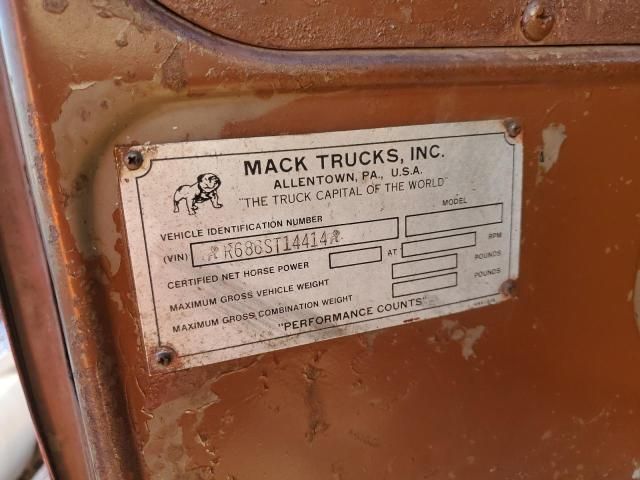 MACK TRUCKS, INC.
ALLENTOWN, PA., U.S.A.
"THE TRUCK CAPITAL OF THE WORLD"
VEHICLE IDENTIFICATION NUMBER MODEL
(VIN) R686ST14414
CERTIFIED NET HORSE POWER AT RPM
MAXIMUM GROSS VEHICLE WEIGHT POUNDS
MAXIMUM GROSS COMBINATION WEIGHT POUNDS
"PERFORMANCE COUNTS"